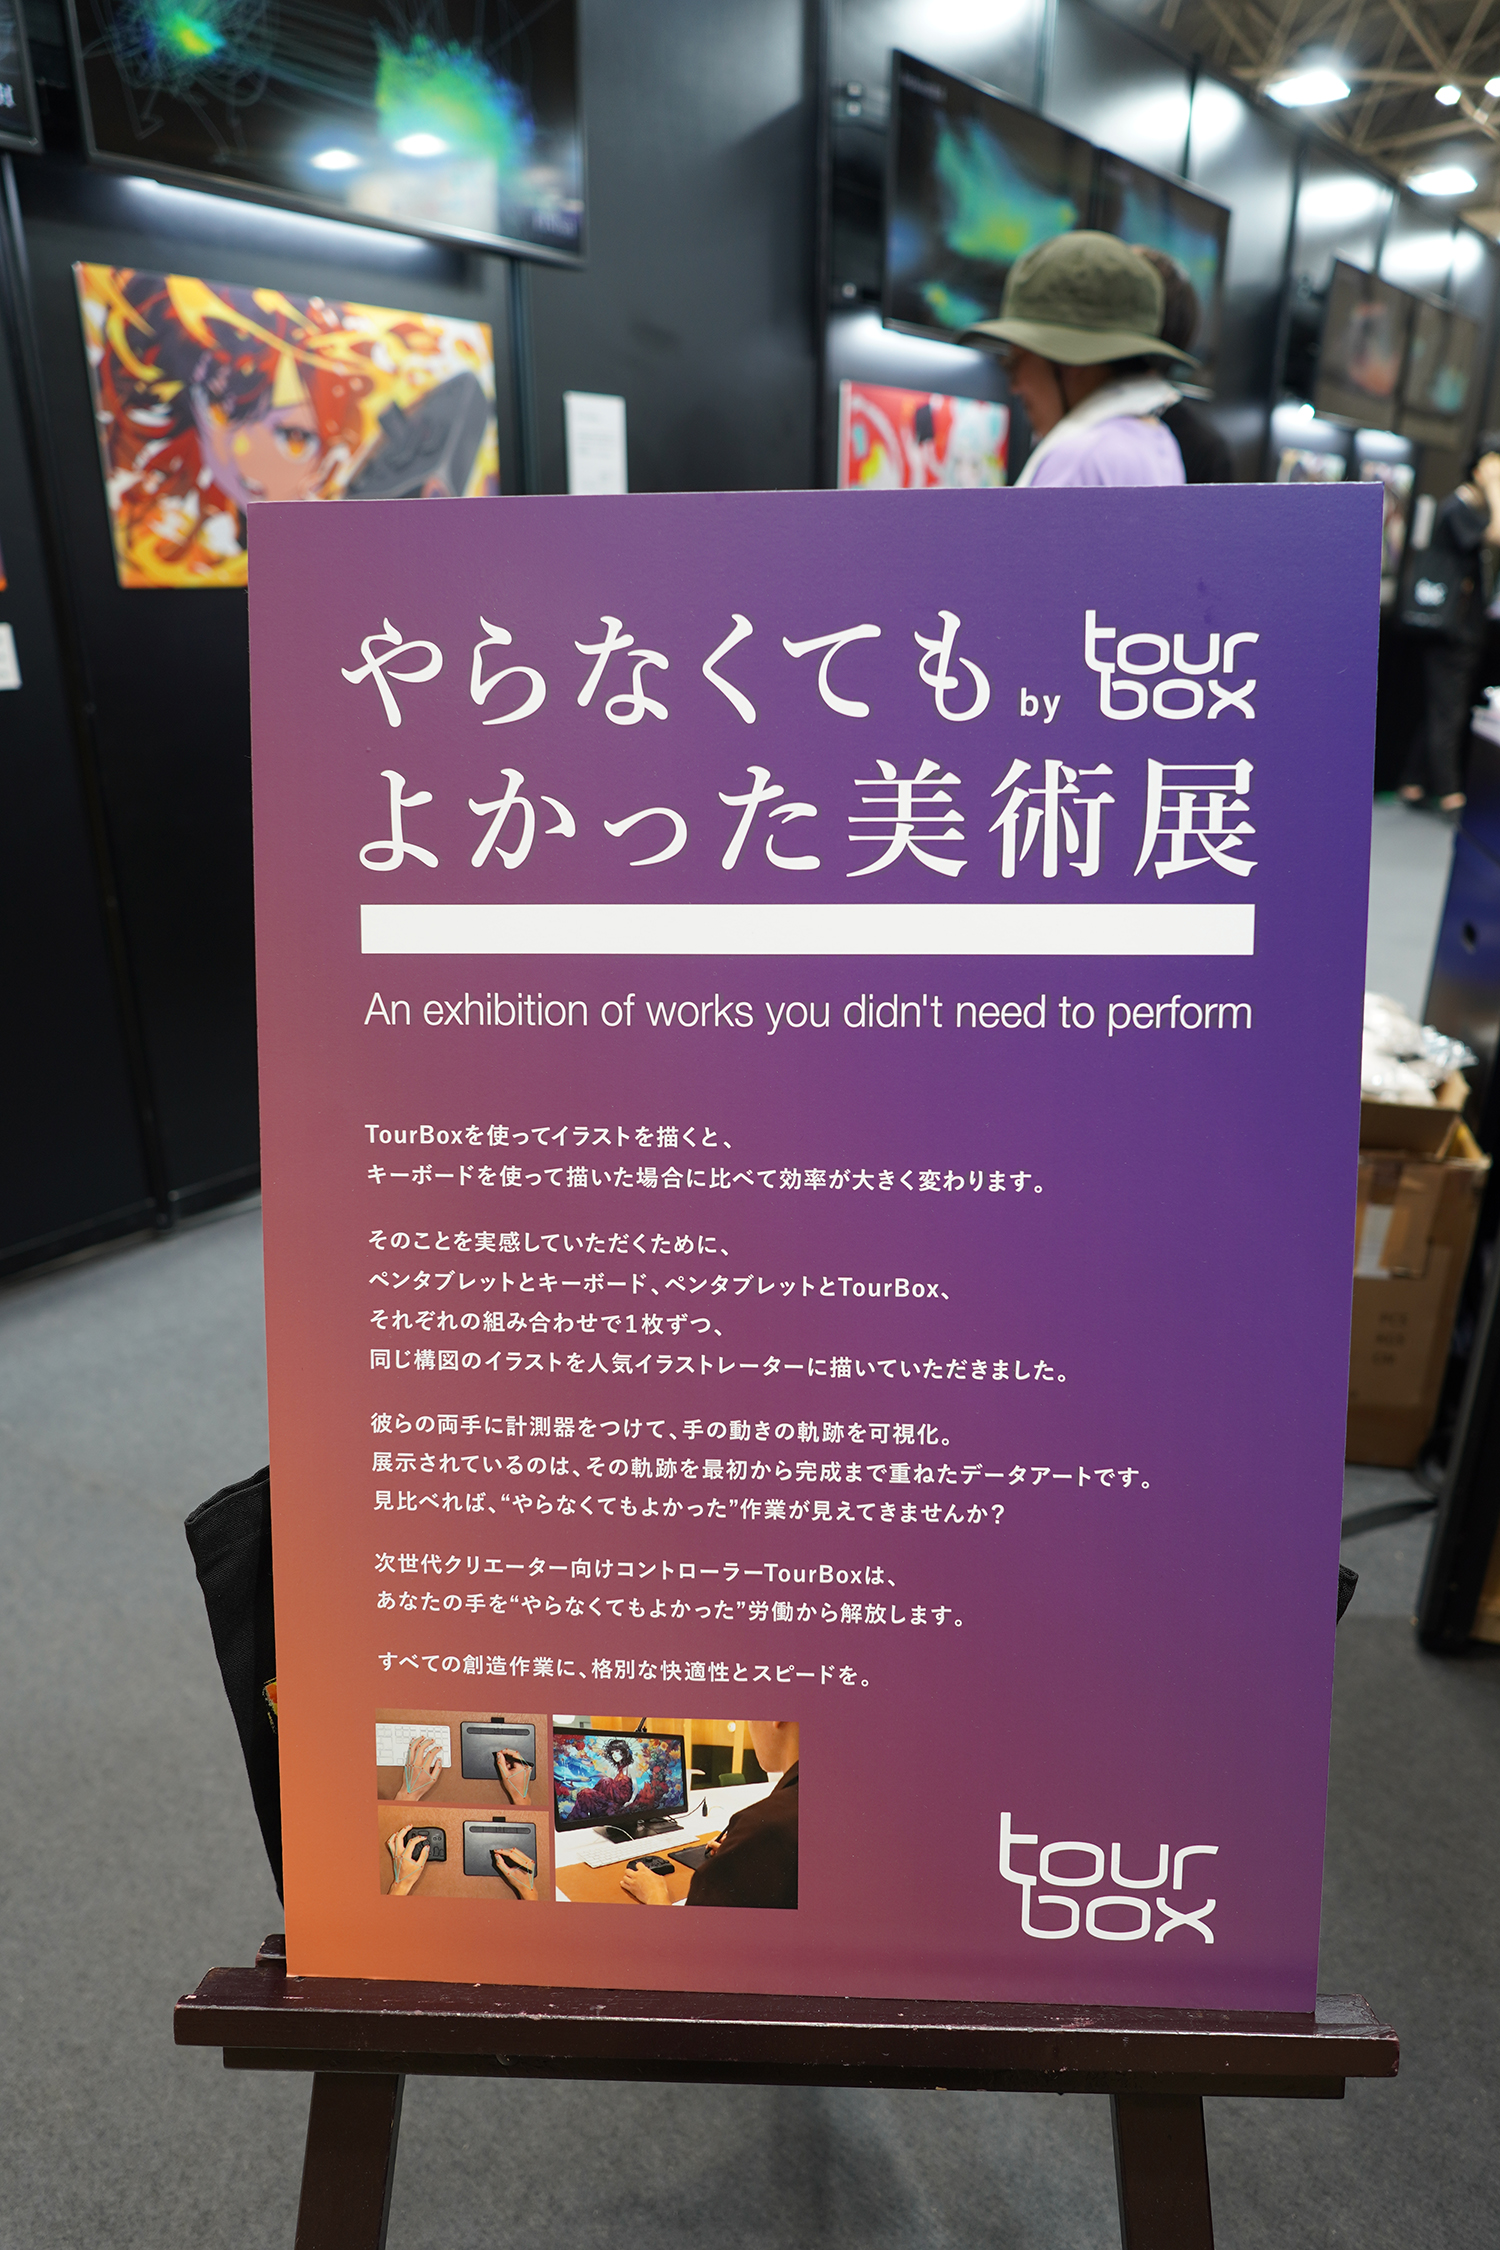 やらなくても by tour box
よかった美術展
An exhibition of works you didn't need to perform
TourBoxを使ってイラストを描くと、
キーボードを使って描いた場合に比べて効率が大きく変わります。
そのことを実感していただくために、
ペンタブレットとキーボード、ペンタブレットとTourBox、
それぞれの組み合わせで1枚ずつ、
同じ構図のイラストを人気イラストレーターに描いていただきました。
彼らの両手に計測器をつけて、手の動きの軌跡を可視化。
展示されているのは、その軌跡を最初から完成まで重ねたデータアートです。
見比べれば、“やらなくてもよかった”作業が見えてきませんか？
次世代クリエーター向けコントローラーTourBoxは、
あなたの手を“やらなくてもよかった”労働から解放します。
すべての創造作業に、格別な快適性とスピードを。
tour
box